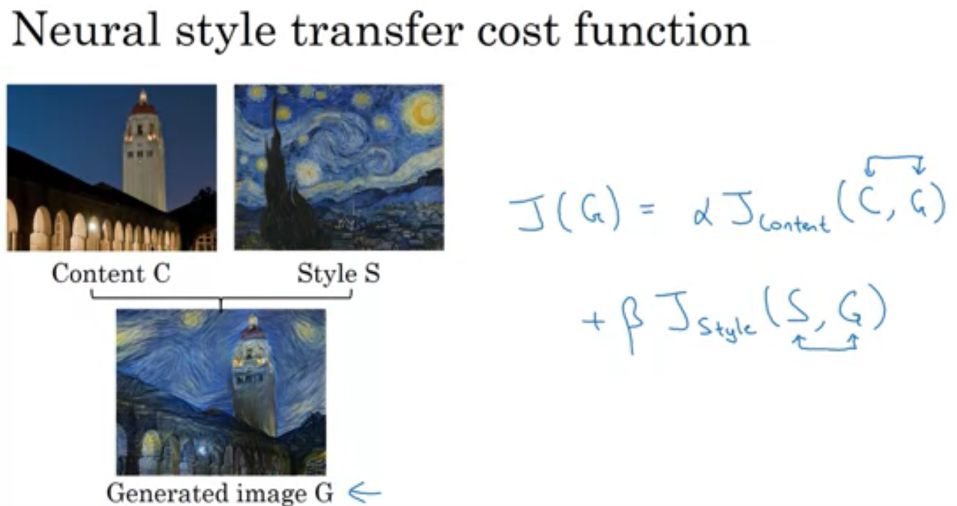 Neural style transfer cost function
Content C
Style S
J(G) = α J_Content (C, G)
+ β J_Style (S, G)
Generated image G ←